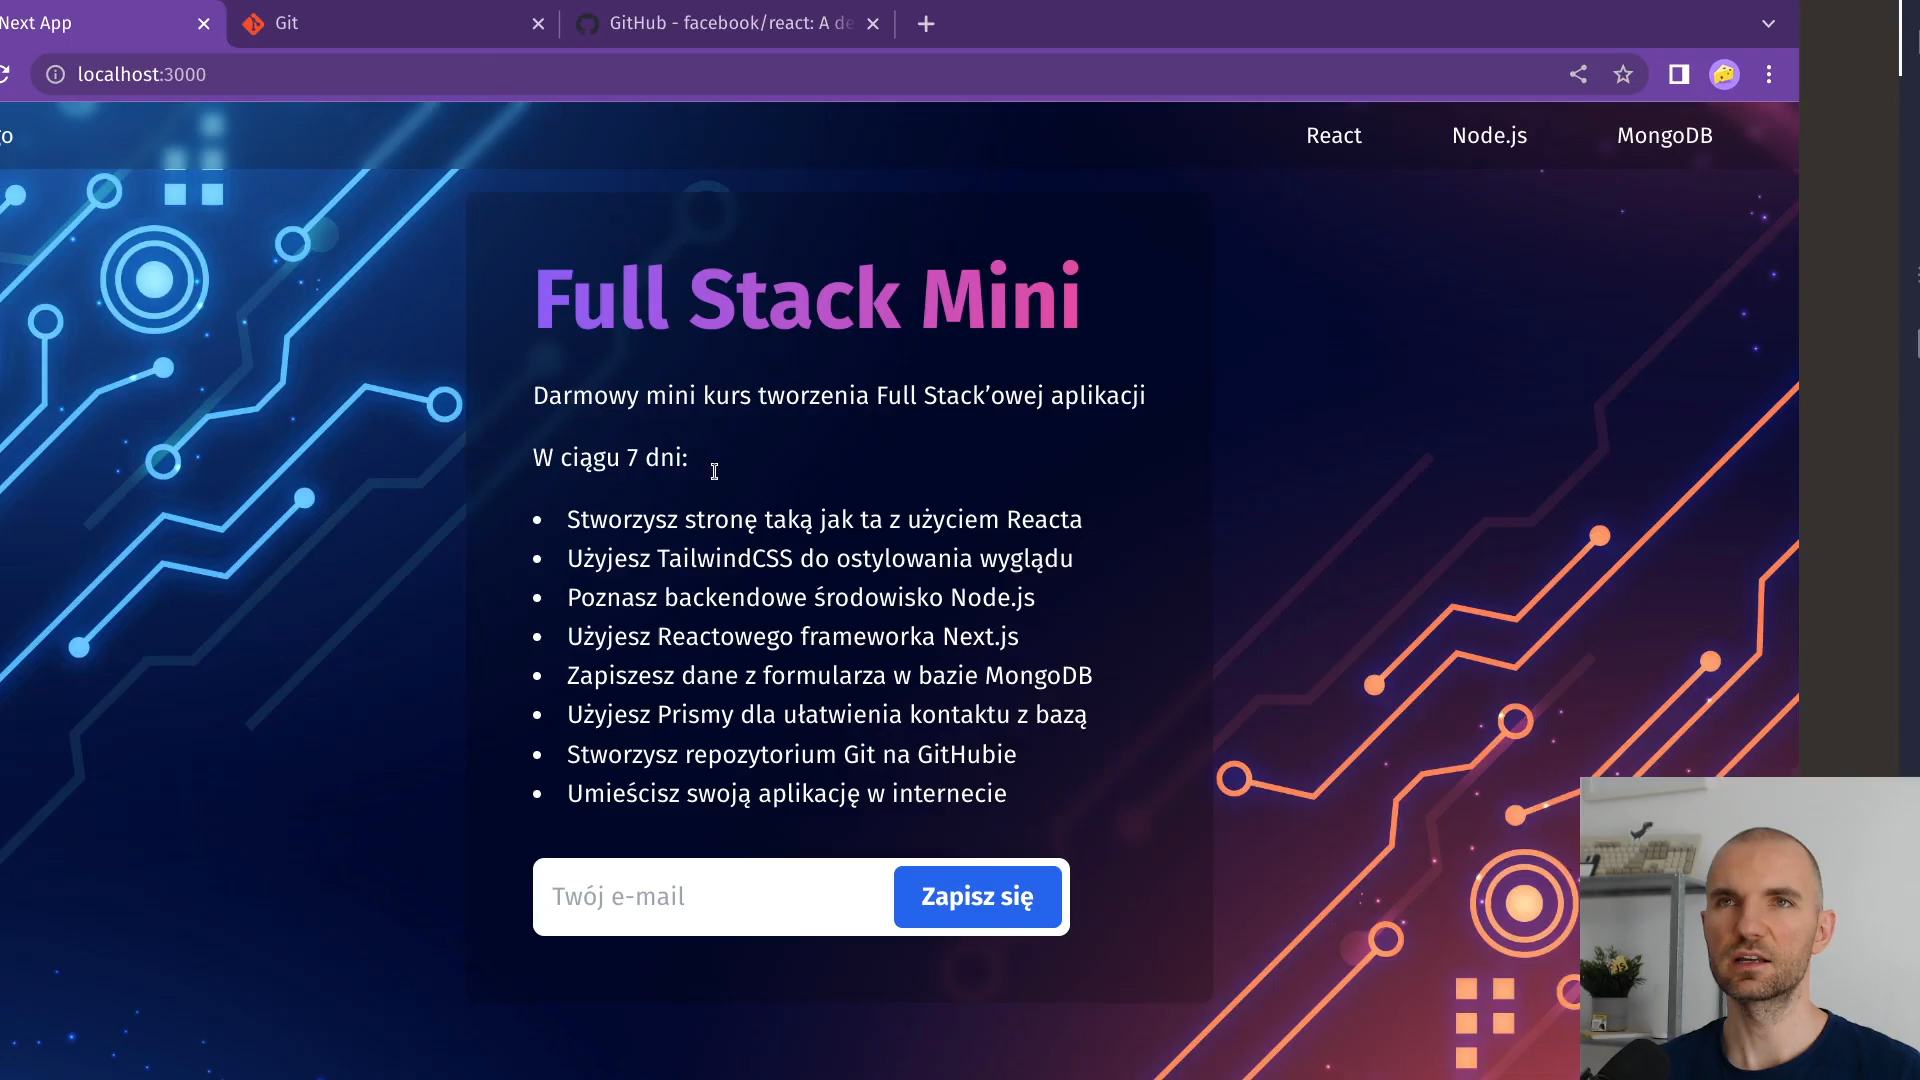 Next App
Git
GitHub - facebook/react: A de
localhost:3000
go
React
Node.js
MongoDB
Full Stack Mini
Darmowy mini kurs tworzenia Full Stack’owej aplikacji
W ciągu 7 dni:
Stworzysz stronę taką jak ta z użyciem Reacta
Użyjesz TailwindCSS do ostylowania wyglądu
Poznasz backendowe środowisko Node.js
Użyjesz Reactowego frameworka Next.js
Zapiszesz dane z formularza w bazie MongoDB
Użyjesz Prismy dla ułatwienia kontaktu z bazą
Stworzysz repozytorium Git na GitHubie
Umieścisz swoją aplikację w internecie
Twój e-mail
Zapisz się